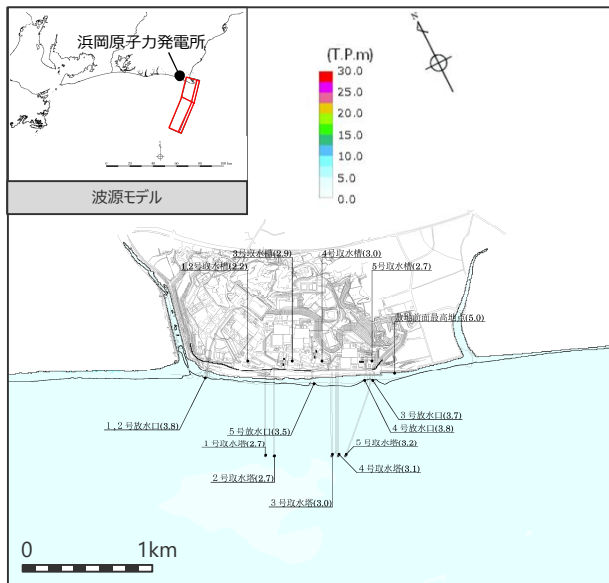 浜岡原子力発電所
波源モデル
(T.P.m)
30.0
25.0
20.0
15.0
10.0
5.0
0.0
3号取水槽(2.9)
4号取水槽(3.0)
1,2号取水槽(2.2)
5号取水槽(2.7)
敷地前面最高地点(5.0)
1,2号放水口(3.8)
5号放水口(3.5)
3号放水口(3.7)
4号放水口(3.8)
1号取水塔(2.7)
5号取水塔(3.2)
2号取水塔(2.7)
4号取水塔(3.1)
3号取水塔(3.0)
0 1km